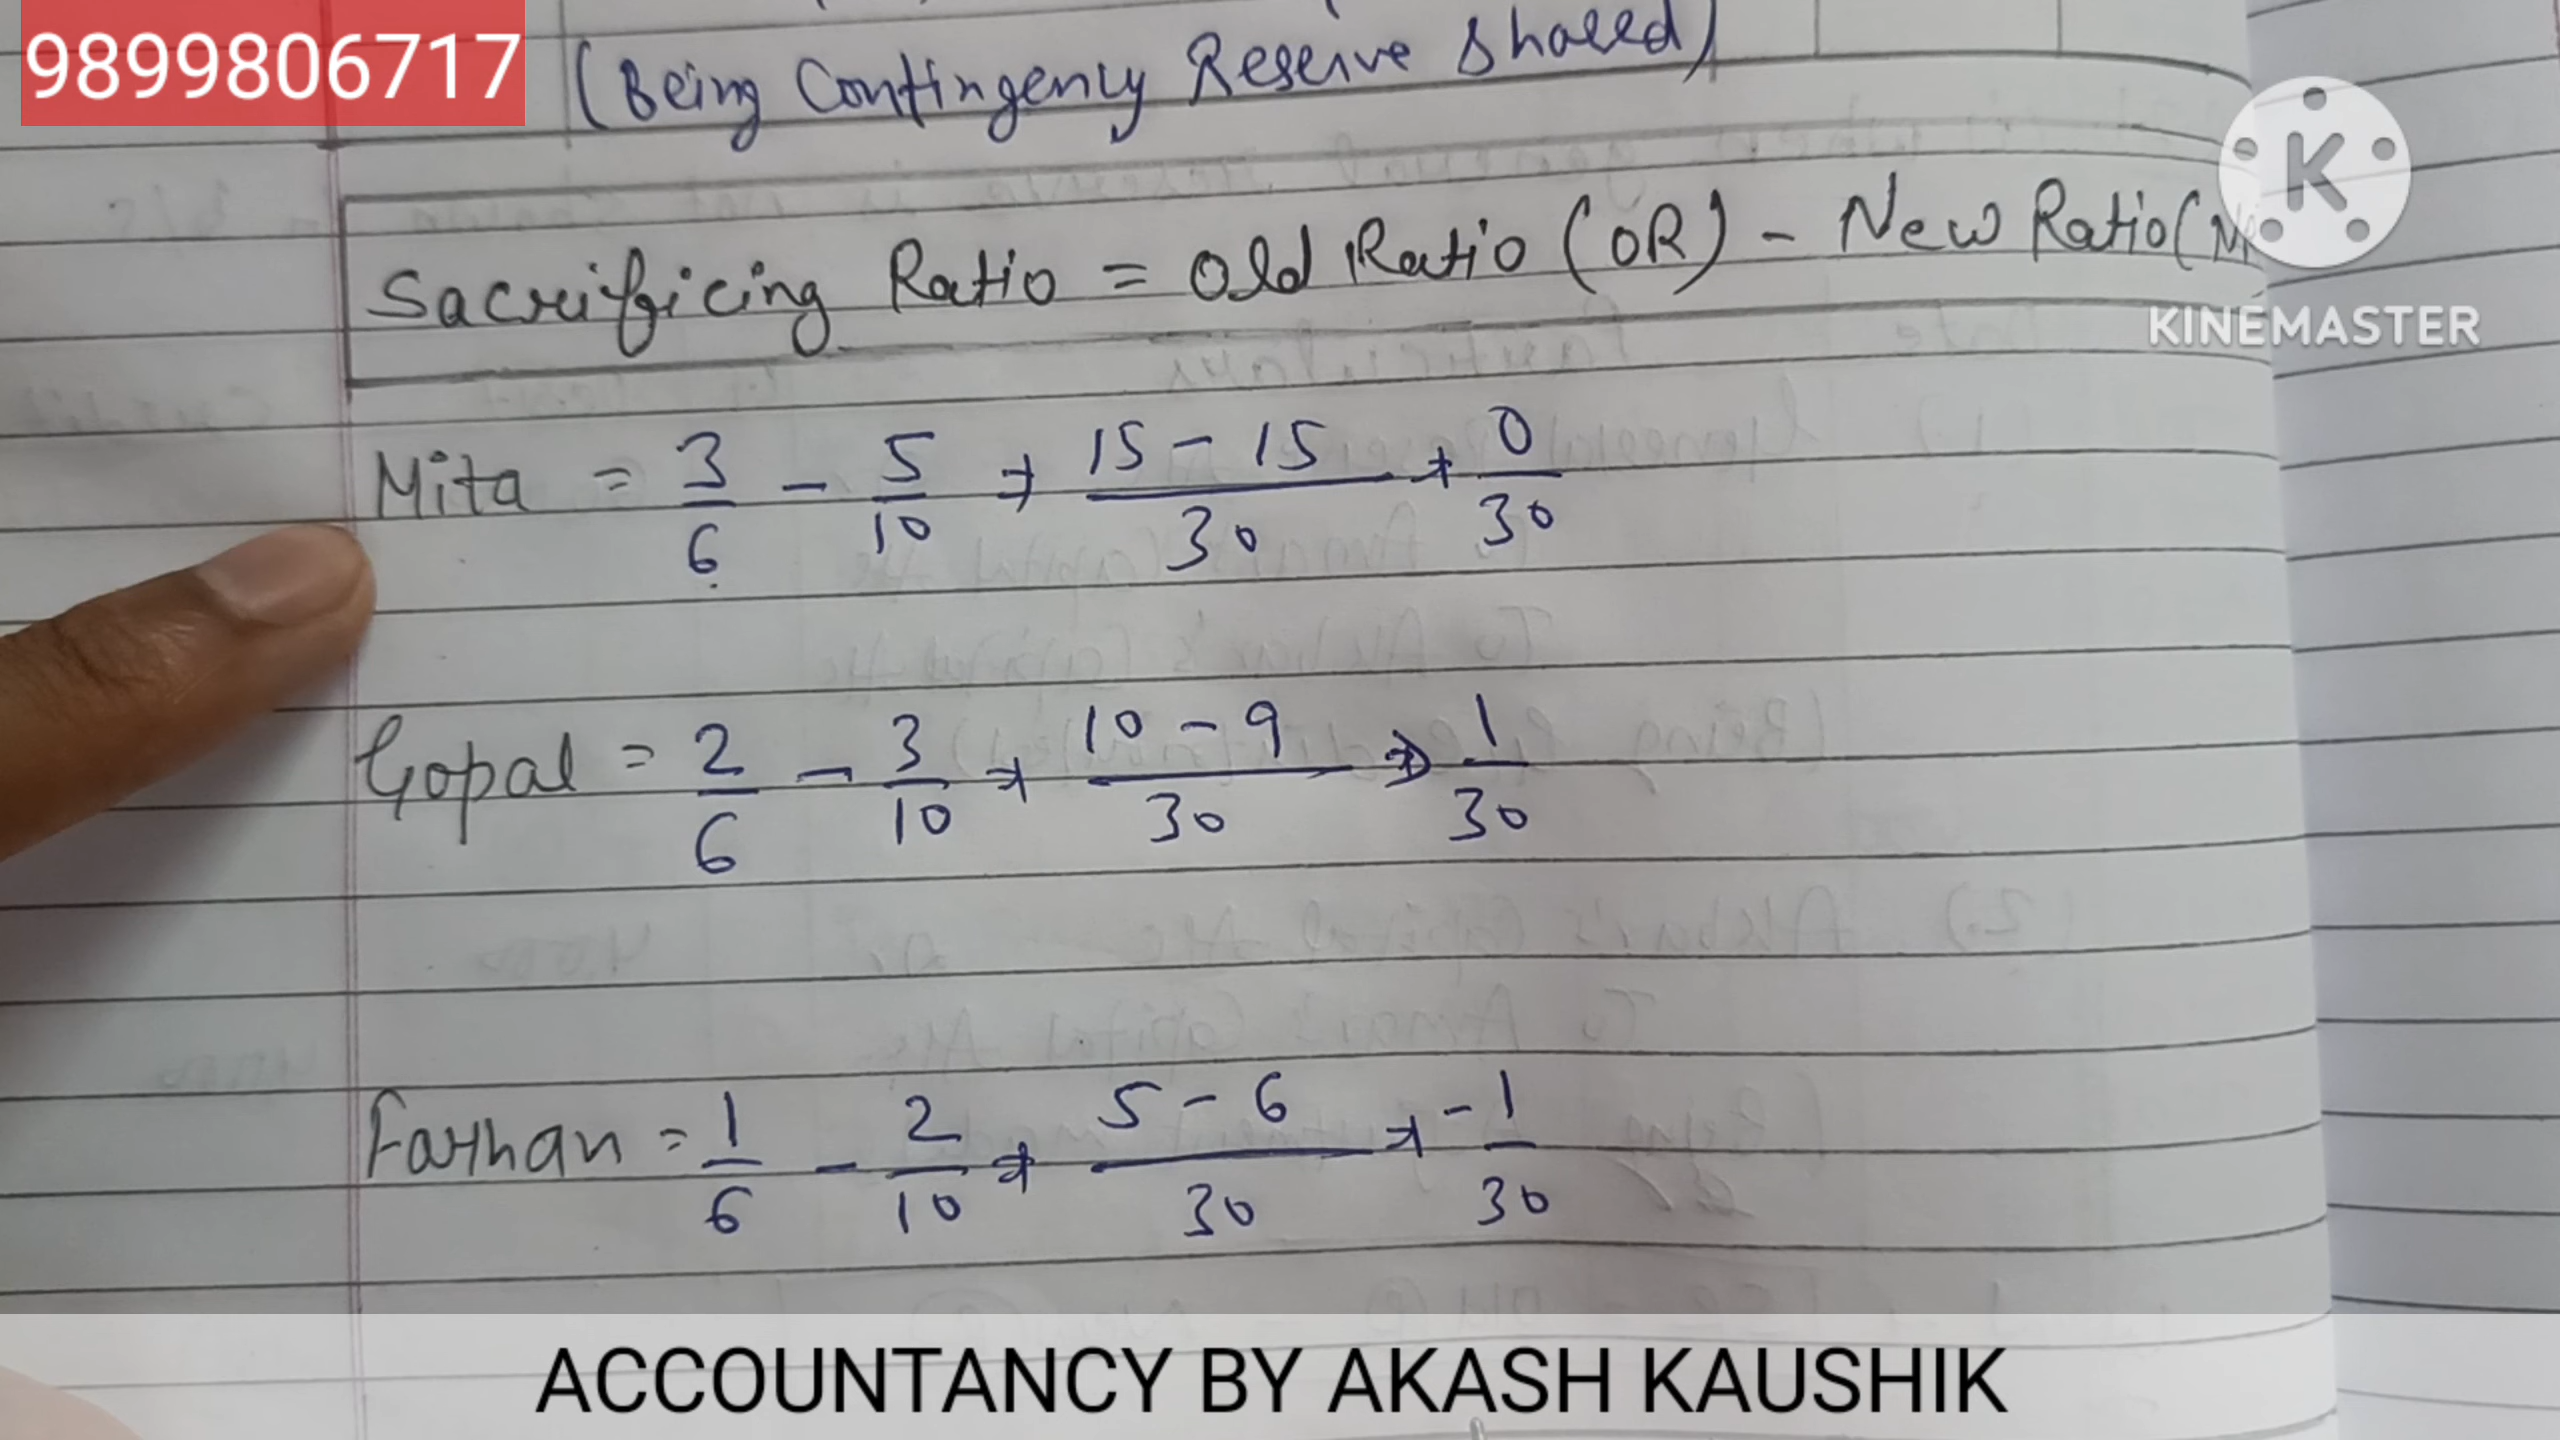 9899806717
(Being Contingency Reserve Shared)
Sacrificing Ratio = Old Ratio (OR) - New Ratio (N
KINEMASTER
Mita = 3/6 - 5/10 ⇒ 15 - 15/30 → 0/30
Gopal = 2/6 - 3/10 → 10 - 9/30 ⇒ 1/30
Farhan = 1/6 - 2/10 ⇒ 5 - 6/30 → -1/30
ACCOUNTANCY BY AKASH KAUSHIK